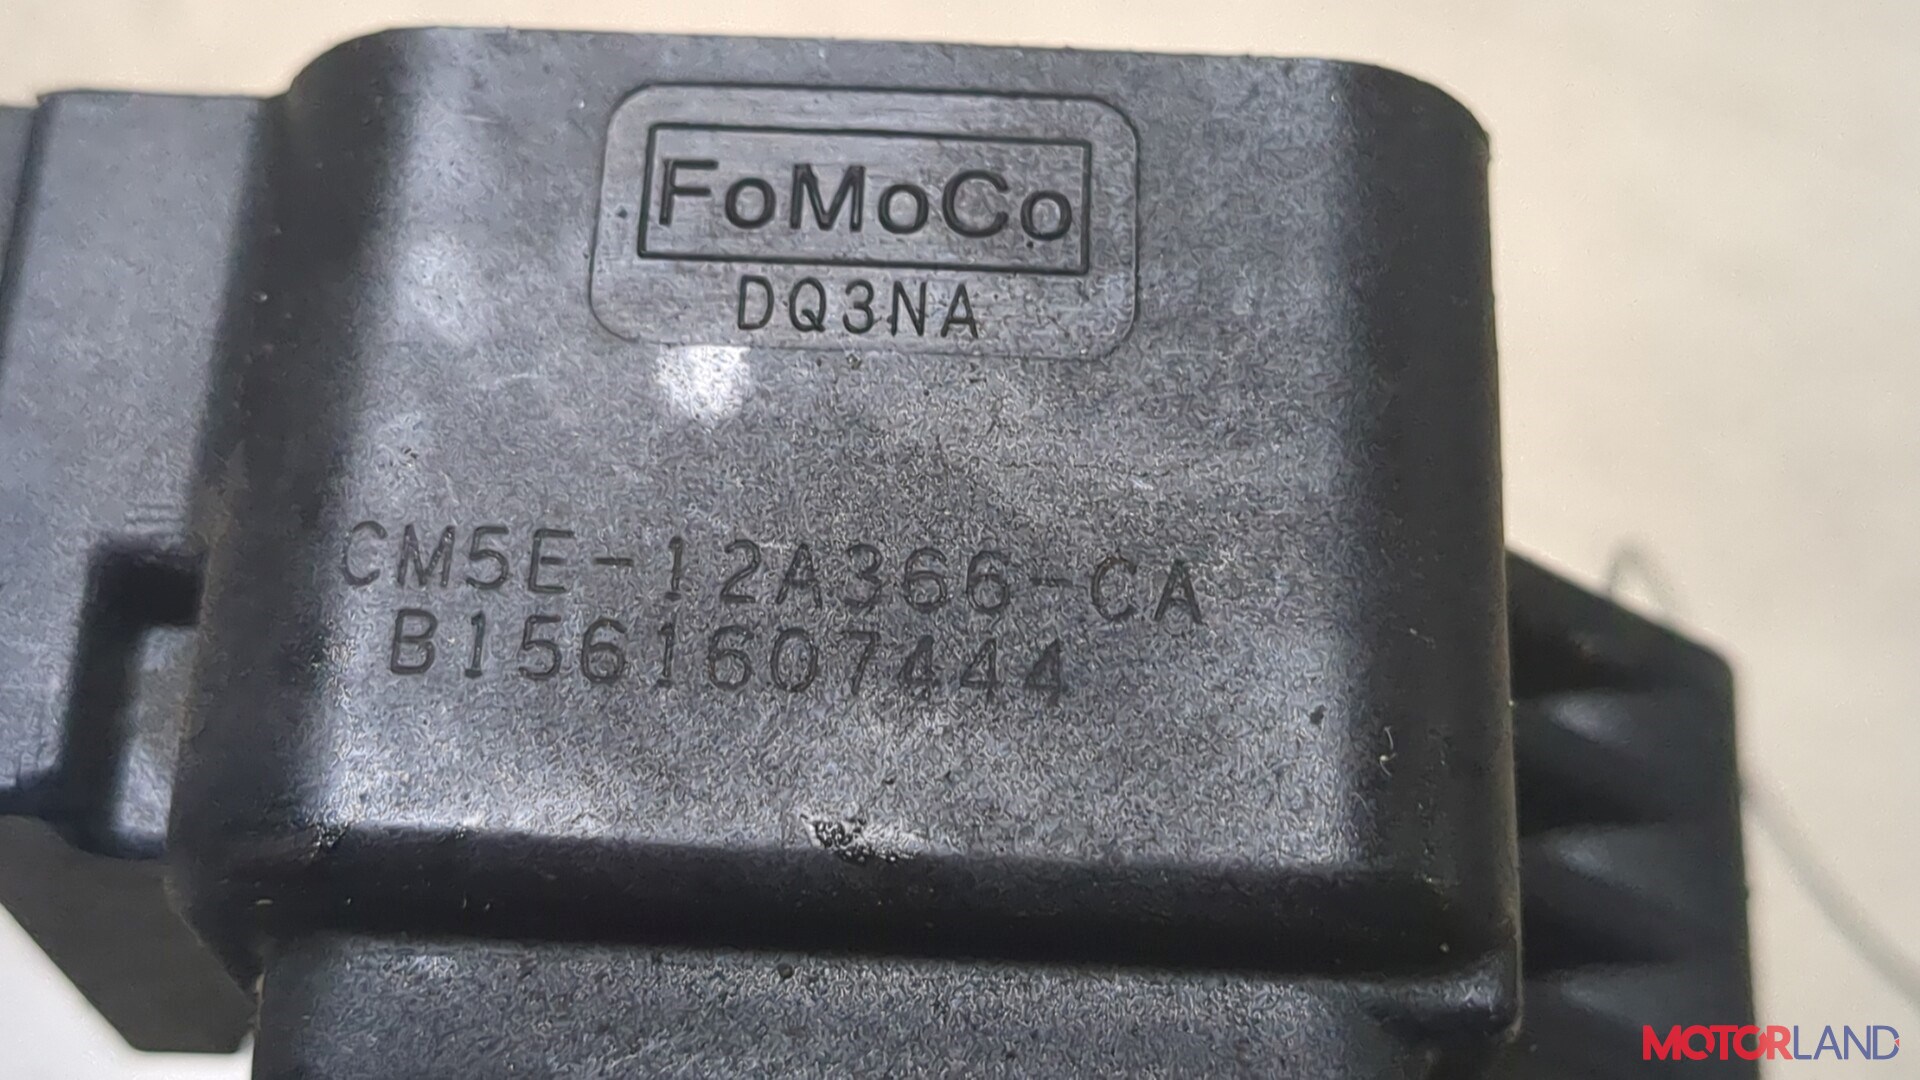 FoMoCo
DQ3NA
CM5E-12A366-CA
B1561607444
MOTORLAND